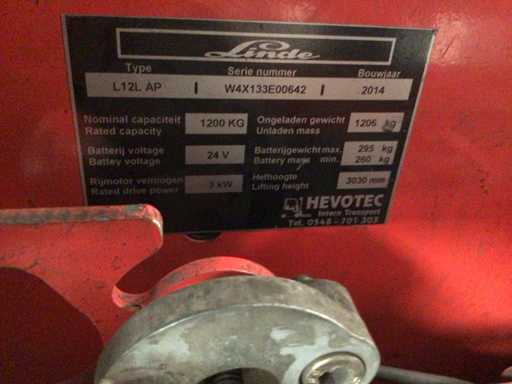 Linde
Type Serie nummer Bouwjaar
L12L AP W4X133E00642 2014
Nominal capaciteit 1200 KG Ongeladen gewicht 1206 kg
Rated capacity Unladen mass
Batterij voltage 24 V Batterijgewicht max. 295 kg
Battey voltage Battery mass min. 260 kg
Rijmotor vermogen 3 kW Hefhoogte 3030 mm
Rated drive power Lifting height
HEVOTEC
Intern Transport
Tel. 0548 - 701 303